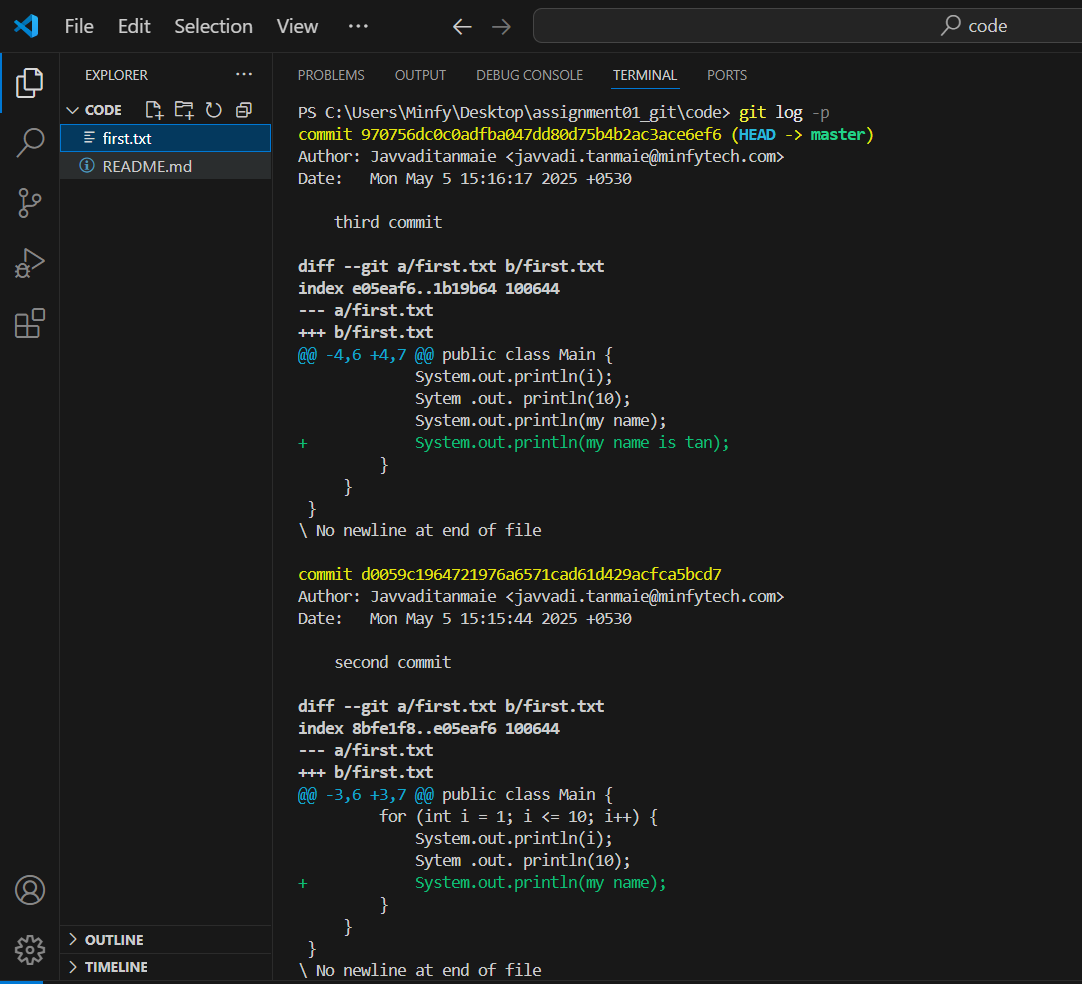 File Edit Selection View ···
code
EXPLORER ···
CODE
first.txt
README.md
OUTLINE
TIMELINE
PROBLEMS OUTPUT DEBUG CONSOLE TERMINAL PORTS
PS C:\Users\Minfy\Desktop\assignment01_git\code> git log -p
commit 970756dc0c0adfba047dd80d75b4b2ac3ace6ef6 (HEAD -> master)
Author: Javvaditanmaie <javvadi.tanmaie@minfytech.com>
Date:   Mon May 5 15:16:17 2025 +0530

    third commit

diff --git a/first.txt b/first.txt
index e05eaf6..1b19b64 100644
--- a/first.txt
+++ b/first.txt
@@ -4,6 +4,7 @@ public class Main {
             System.out.println(i);
             Sytem .out. println(10);
             System.out.println(my name);
+            System.out.println(my name is tan);
         }
     }
 }
\ No newline at end of file

commit d0059c1964721976a6571cad61d429acfca5bcd7
Author: Javvaditanmaie <javvadi.tanmaie@minfytech.com>
Date:   Mon May 5 15:15:44 2025 +0530

    second commit

diff --git a/first.txt b/first.txt
index 8bfe1f8..e05eaf6 100644
--- a/first.txt
+++ b/first.txt
@@ -3,6 +3,7 @@ public class Main {
         for (int i = 1; i <= 10; i++) {
             System.out.println(i);
             Sytem .out. println(10);
+            System.out.println(my name);
         }
     }
 }
\ No newline at end of file